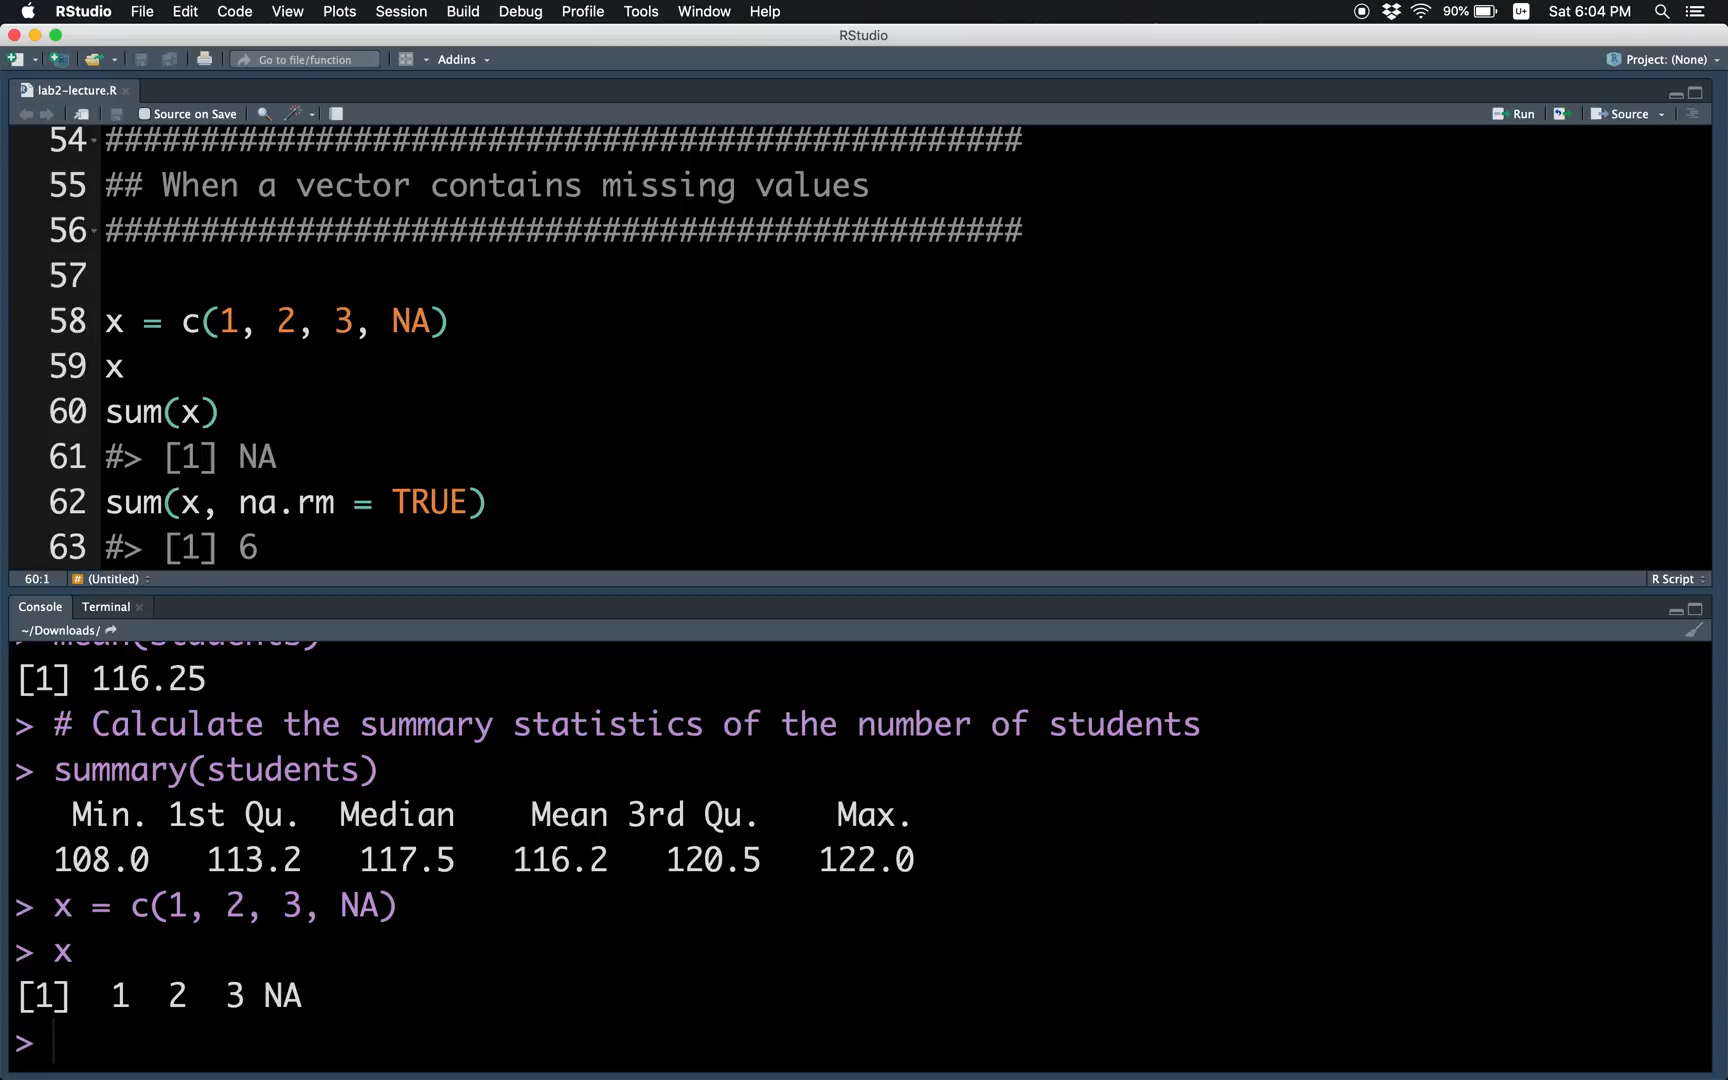 RStudio File Edit Code View Plots Session Build Debug Profile Tools Window Help 90% U+ Sat 6:04 PM
RStudio
Go to file/function Addins Project: (None)
lab2-lecture.R
Source on Save Run Source
54 ################################################
55 ## When a vector contains missing values
56 ################################################
57
58 x = c(1, 2, 3, NA)
59 x
60 sum(x)
61 #> [1] NA
62 sum(x, na.rm = TRUE)
63 #> [1] 6
60:1 # (Untitled) R Script
Console Terminal
~/Downloads/
> mean(students)
[1] 116.25
> # Calculate the summary statistics of the number of students
> summary(students)
Min. 1st Qu. Median Mean 3rd Qu. Max.
108.0 113.2 117.5 116.2 120.5 122.0
> x = c(1, 2, 3, NA)
> x
[1] 1 2 3 NA
>